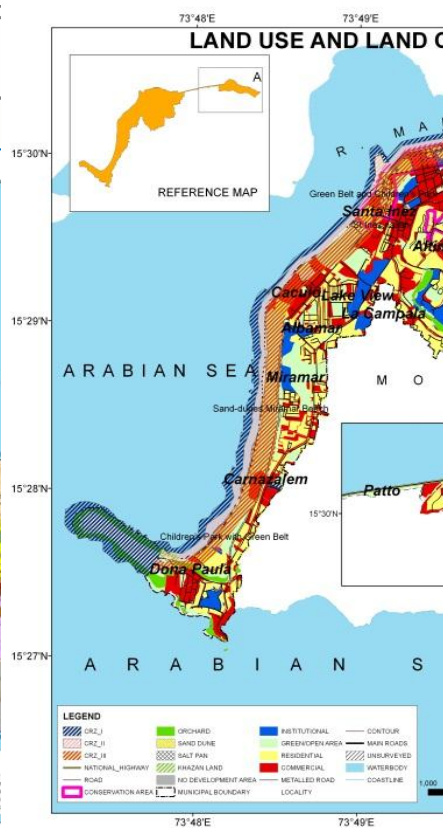 73°48'E 73°49'E
LAND USE AND LAND C
A
REFERENCE MAP
15°30'N
R. MA
Green Belt and Children's Park
Santa Inez
Altin
Caculo
Lake View
La Campala
15°29'N
Albamar
ARABIAN SEA
Miramar
M O
Sand-dunes Miramar Beach
Carnazalem
Patto
15°28'N
15°30'N
Children's Park with Green Belt
Dona Paula
15°27'N
A R A B I A N S
LEGEND
CRZ_I ORCHARD INSTITUTIONAL CONTOUR
CRZ_II SAND DUNE GREEN/OPEN AREA MAIN ROADS
CRZ_III SALT PAN RESIDENTIAL UNSURVEYED
NATIONAL_HIGHWAY KHAZAN LAND COMMERCIAL WATERBODY
ROAD NO DEVELOPMENT AREA METALLED ROAD COASTLINE
CONSERVATION AREA MUNICIPAL BOUNDARY LOCALITY
1,000
73°48'E 73°49'E